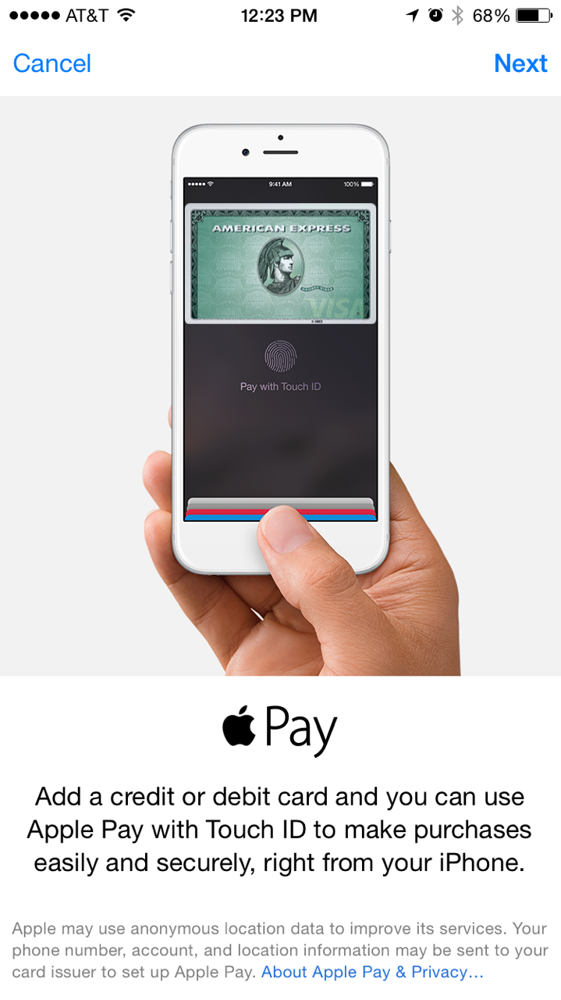 AT&T 12:23 PM 68%
Cancel Next
9:41 AM 100%
AMERICAN EXPRESS
VISA
© AMEX
Pay with Touch ID
Pay
Add a credit or debit card and you can use
Apple Pay with Touch ID to make purchases
easily and securely, right from your iPhone.
Apple may use anonymous location data to improve its services. Your
phone number, account, and location information may be sent to your
card issuer to set up Apple Pay. About Apple Pay & Privacy…